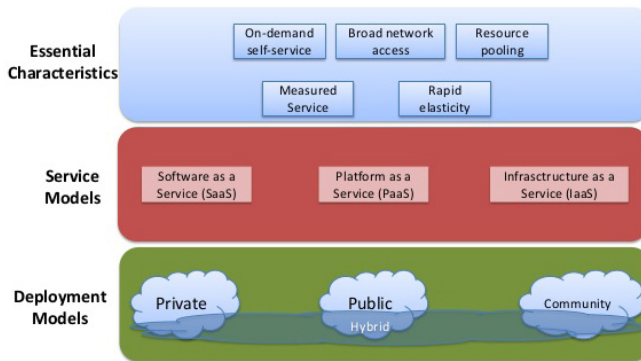 Essential
Characteristics
On-demand
self-service
Broad network
access
Resource
pooling
Measured
Service
Rapid
elasticity
Service
Models
Software as a
Service (SaaS)
Platform as a
Service (PaaS)
Infrasctructure as a
Service (IaaS)
Deployment
Models
Private
Public
Community
Hybrid